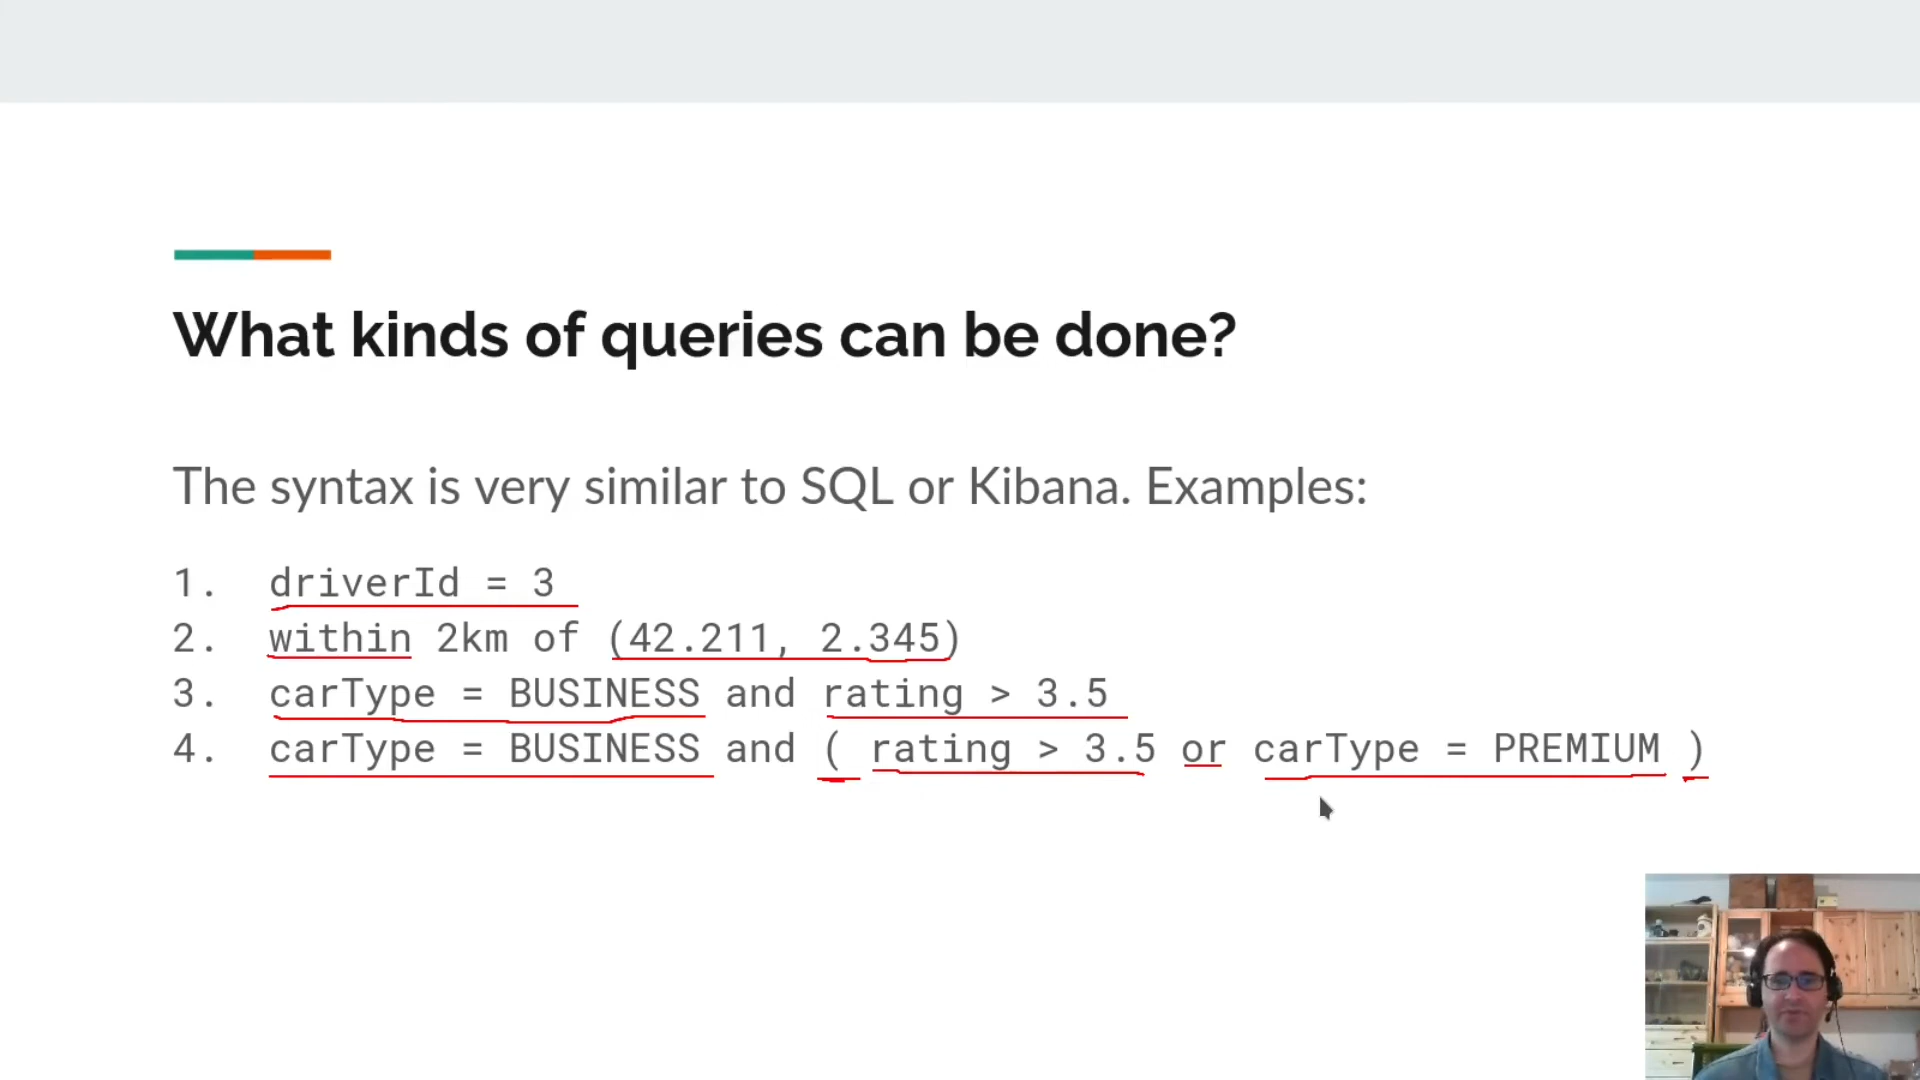 What kinds of queries can be done?
The syntax is very similar to SQL or Kibana. Examples:
1. driverId = 3
2. within 2km of (42.211, 2.345)
3. carType = BUSINESS and rating > 3.5
4. carType = BUSINESS and ( rating > 3.5 or carType = PREMIUM )